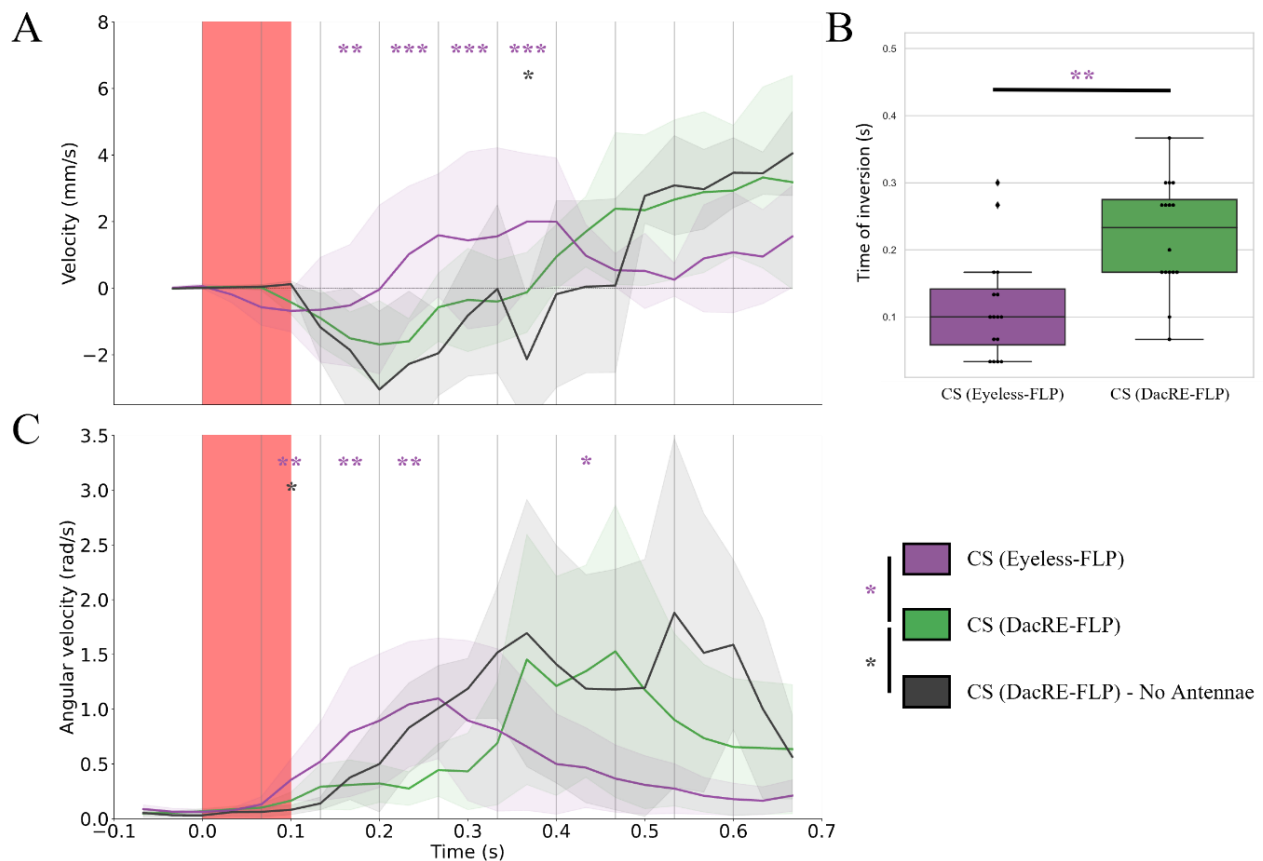 A
8
6
4
2
0
−2
Velocity (mm/s)
** *** *** ***
*
B
0.5
0.4
0.3
0.2
0.1
Time of inversion (s)
**
CS (Eyeless-FLP) CS (DacRE-FLP)
C
3.5
3.0
2.5
2.0
1.5
1.0
0.5
0.0
Angular velocity (rad/s)
** ** ** *
*
−0.1 0.0 0.1 0.2 0.3 0.4 0.5 0.6 0.7
Time (s)
CS (Eyeless-FLP)
*
CS (DacRE-FLP)
*
CS (DacRE-FLP) - No Antennae